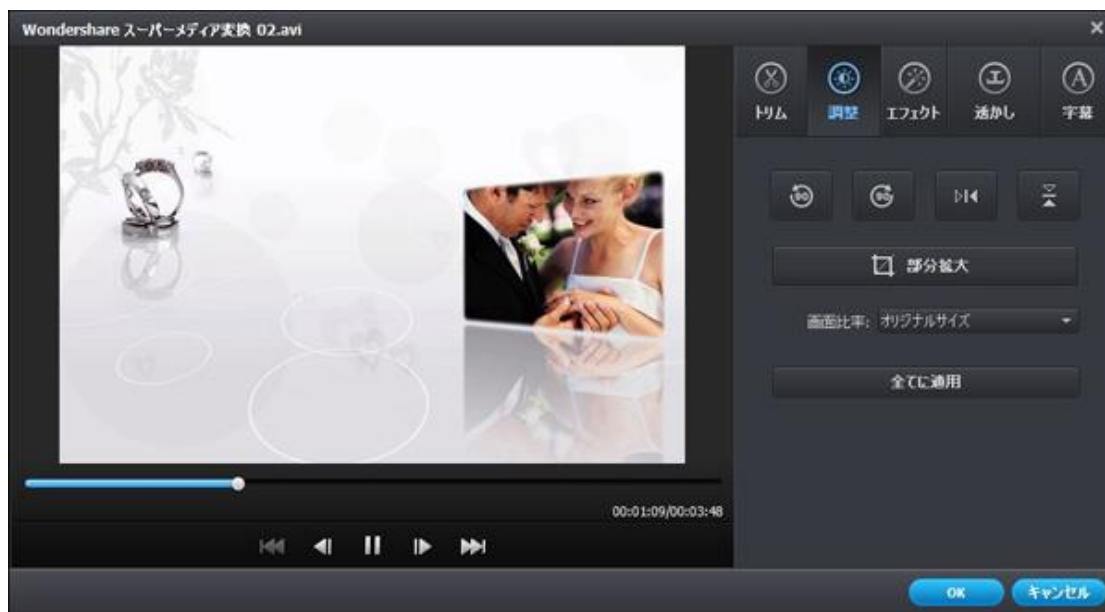 Wondershare スーパーメディア変換 02.avi
トリム
調整
エフェクト
透かし
字幕
90
90
部分拡大
画面比率: オリジナルサイズ
全てに適用
00:01:09/00:03:48
OK
キャンセル